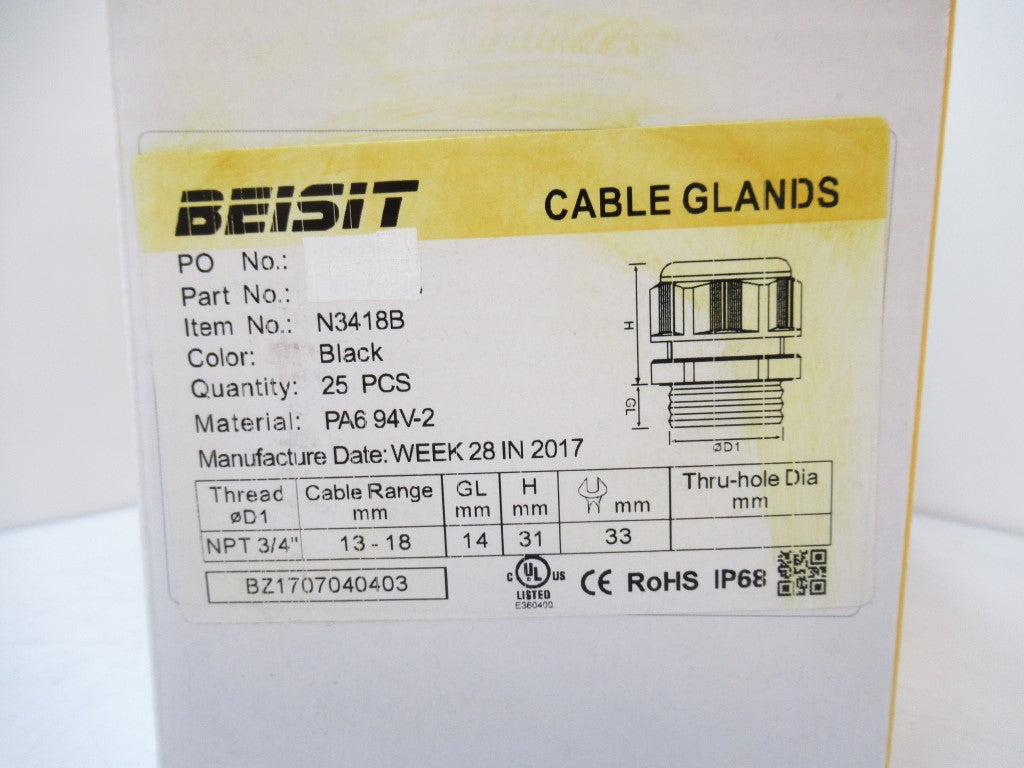 BEISIT CABLE GLANDS
PO No.:
Part No.:
Item No.: N3418B
Color: Black
Quantity: 25 PCS
Material: PA6 94V-2
Manufacture Date: WEEK 28 IN 2017
H
GL
øD1
Thread øD1 Cable Range mm GL mm H mm mm Thru-hole Dia mm
NPT 3/4" 13 - 18 14 31 33
BZ1707040403
C UL US LISTED E360400 CE RoHS IP68